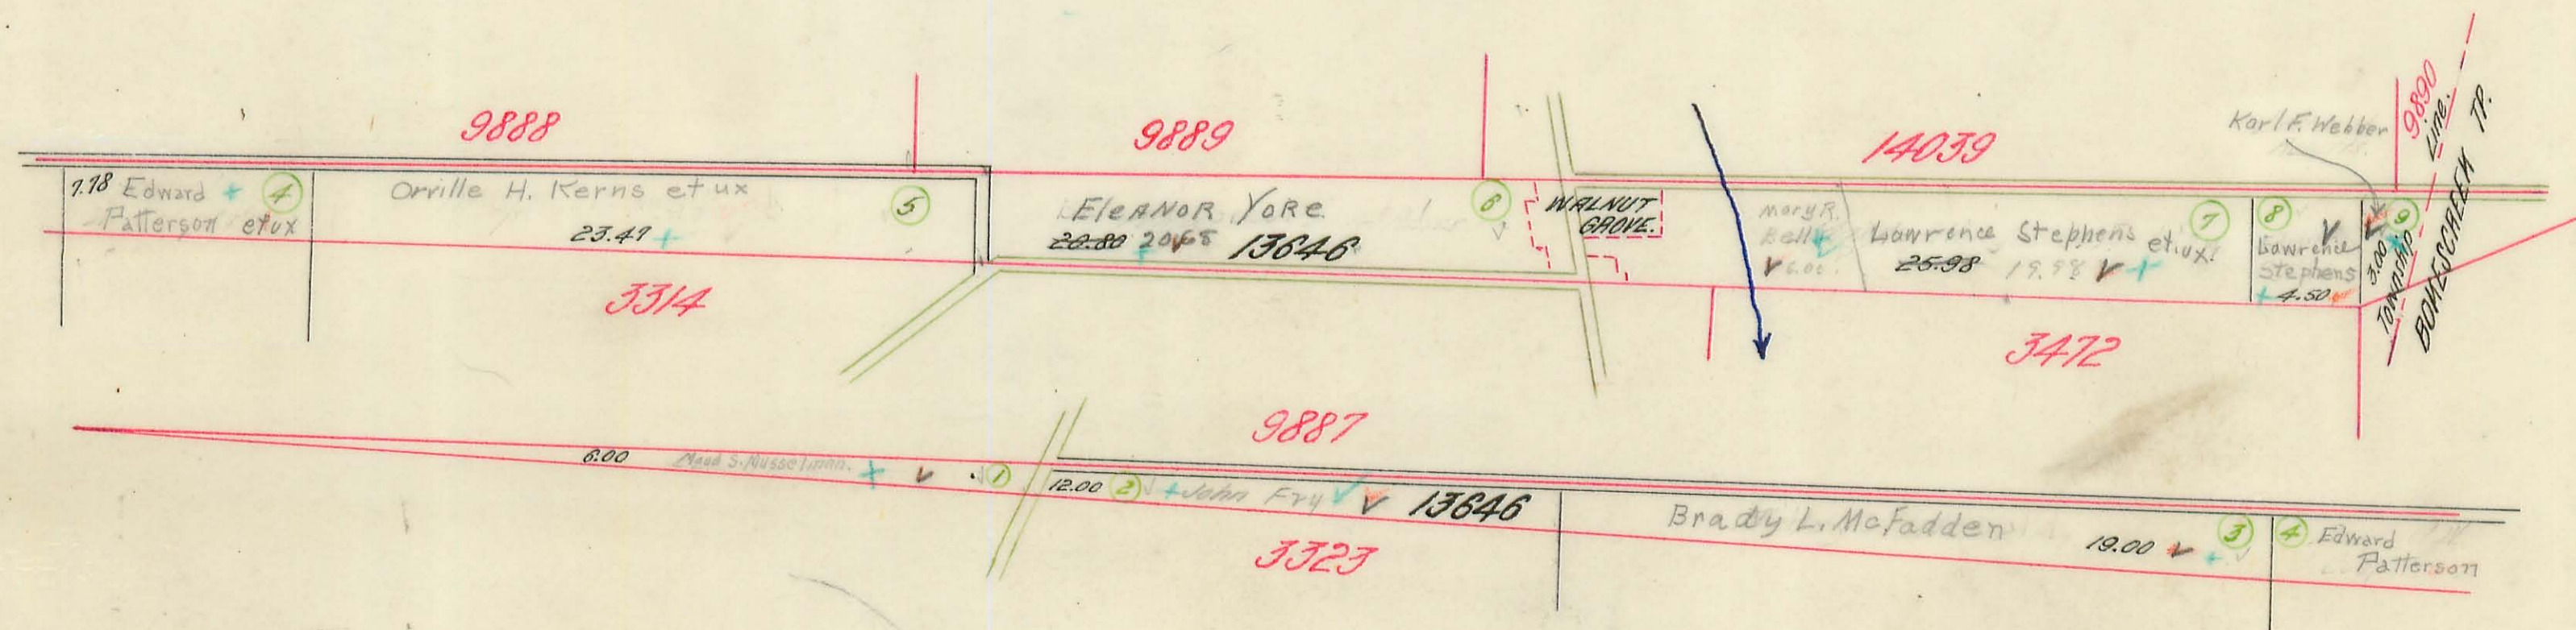 9888
9889
14039
Karl F. Webber
9890
Township Line.
BOKESCREEK TP.
7.78 Edward + 4
Patterson et ux
Orville H. Kerns et ux 5
23.47 +
ELEANOR YORE 6
20.80 20.68 13646
WALNUT
GROVE.
Mary R.
Bell
6.00
Lawrence Stephens et ux. 7
25.98 19.98
8
Lawrence
Stephens
+ 4.50
9
3.00
3314
3472
9887
6.00 Maud S. Musselman. + 1
12.00 2 + John Fry 13646
Brady L. McFadden 3
19.00 +
4 Edward
Patterson
3323